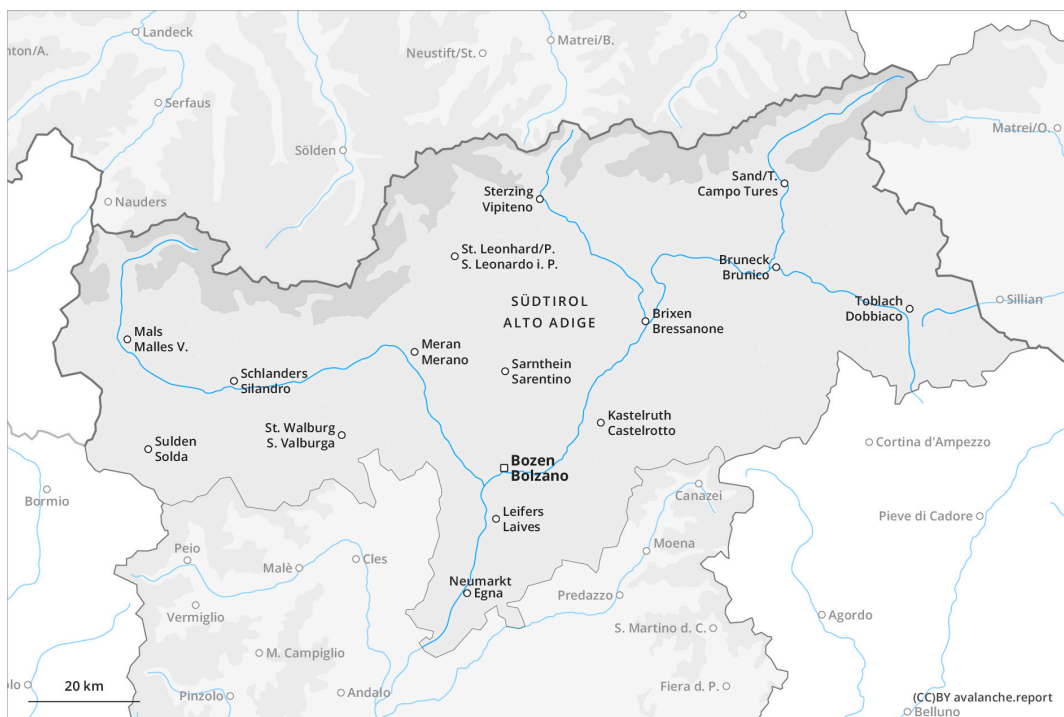 Landeck
nton/A.
Neustift/St.
Matrei/B.
Serfaus
Matrei/O.
Sölden
Sand/T.
Campo Tures
Sterzing
Vipiteno
Nauders
St. Leonhard/P.
S. Leonardo i. P.
Bruneck
Brunico
SÜDTIROL
ALTO ADIGE
Toblach
Dobbiaco
Sillian
Brixen
Bressanone
Mals
Malles V.
Meran
Merano
Sarnthein
Sarentino
Schlanders
Silandro
Kastelruth
Castelrotto
St. Walburg
S. Valburga
Sulden
Solda
Cortina d'Ampezzo
Bozen
Bolzano
Bormio
Canazei
Leifers
Laives
Pieve di Cadore
Peio
Moena
Cles
Malè
Neumarkt
Egna
Predazzo
Vermiglio
Agordo
S. Martino d. C.
M. Campiglio
olo
20 km
Pinzolo
Andalo
Fiera d. P.
(CC)BY avalanche.report
Belluno